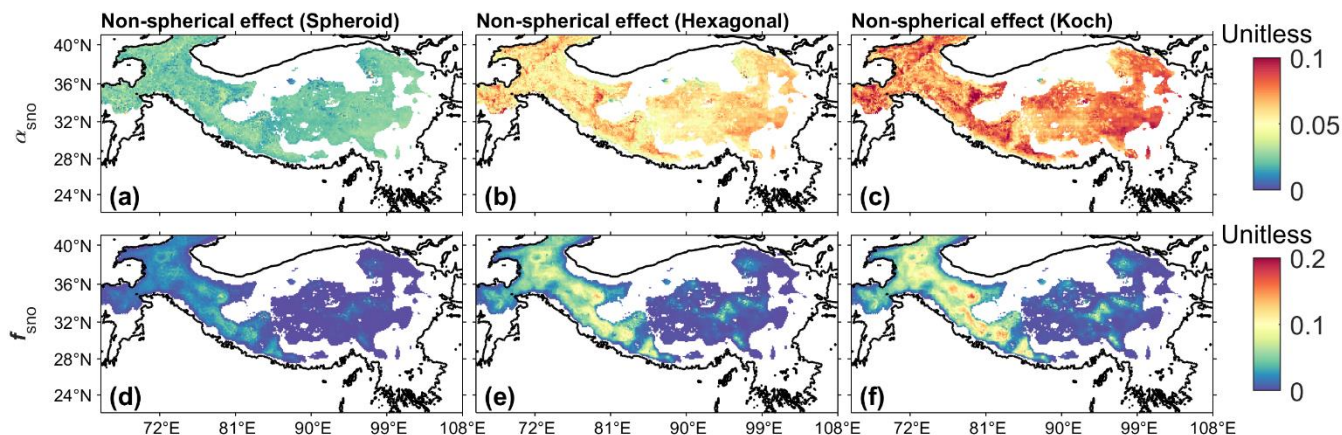 Non-spherical effect (Spheroid) Non-spherical effect (Hexagonal) Non-spherical effect (Koch)
Unitless
40°N
36°N
32°N
28°N
24°N
α sno
(a) (b) (c)
0.1
0.05
0
Unitless
40°N
36°N
32°N
28°N
24°N
f sno
(d) (e) (f)
0.2
0.1
0
72°E 81°E 90°E 99°E 108°E 72°E 81°E 90°E 99°E 108°E 72°E 81°E 90°E 99°E 108°E